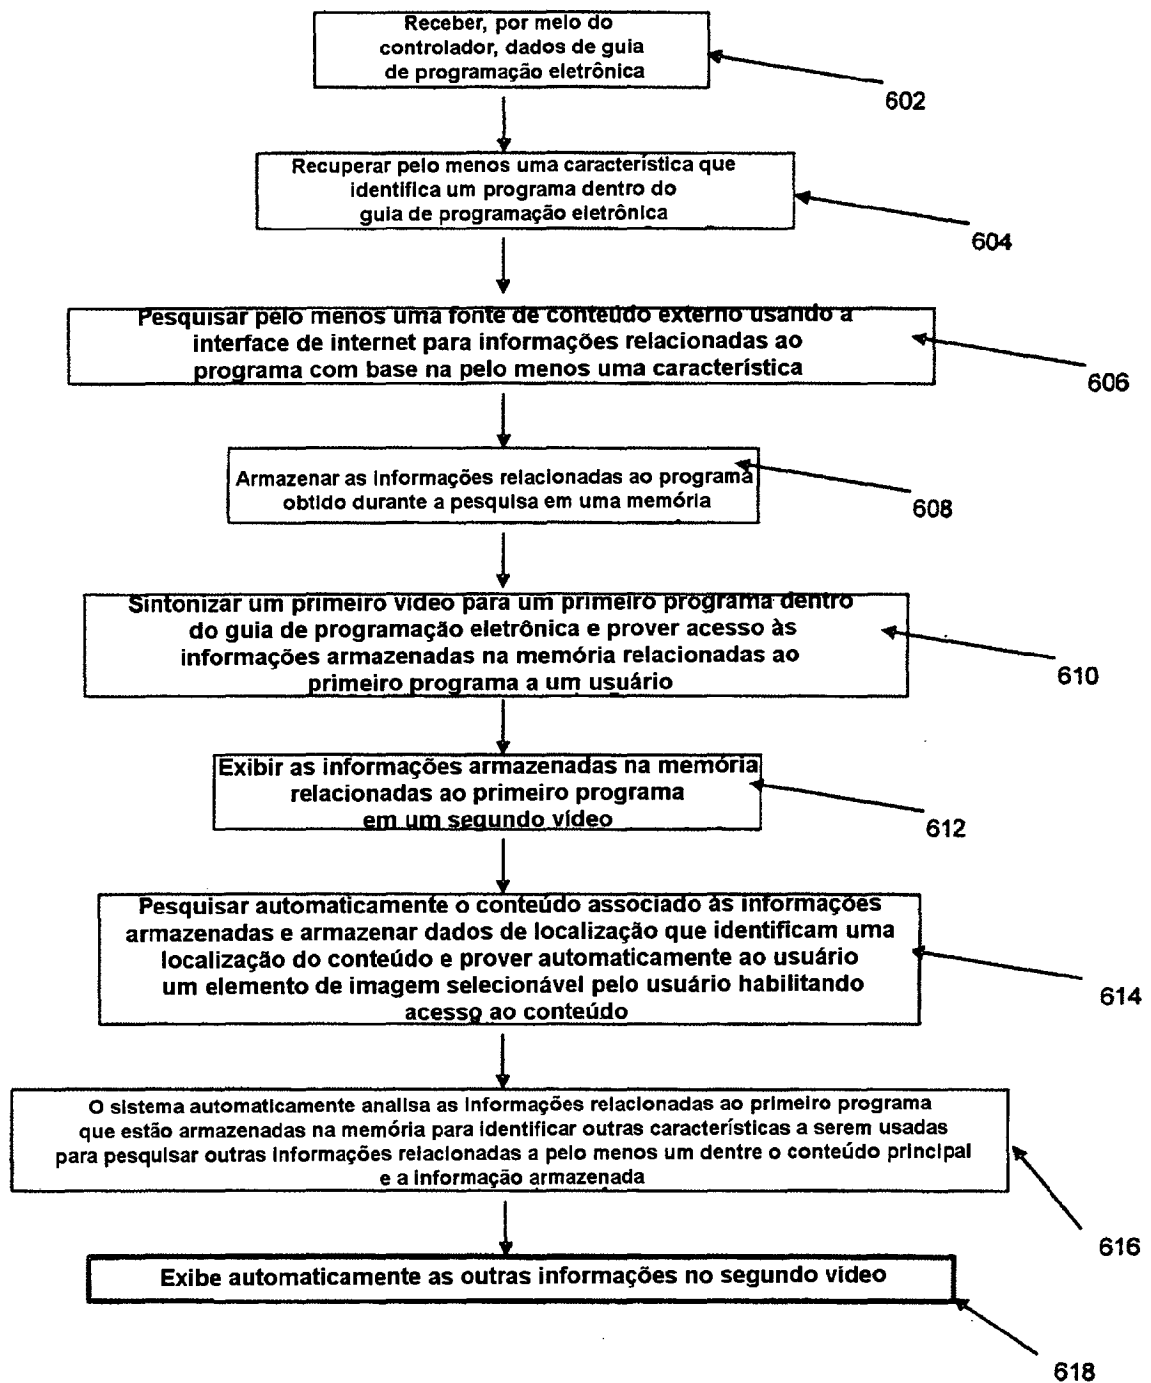 Receber, por meio do
controlador, dados de guia
de programação eletrônica
602
Recuperar pelo menos uma característica que
identifica um programa dentro do
guia de programação eletrônica
604
Pesquisar pelo menos uma fonte de conteúdo externo usando a
interface de internet para informações relacionadas ao
programa com base na pelo menos uma característica
606
Armazenar as informações relacionadas ao programa
obtido durante a pesquisa em uma memória
608
Sintonizar um primeiro vídeo para um primeiro programa dentro
do guia de programação eletrônica e prover acesso às
informações armazenadas na memória relacionadas ao
primeiro programa a um usuário
610
Exibir as informações armazenadas na memória
relacionadas ao primeiro programa
em um segundo vídeo
612
Pesquisar automaticamente o conteúdo associado às informações
armazenadas e armazenar dados de localização que identificam uma
localização do conteúdo e prover automaticamente ao usuário
um elemento de imagem selecionável pelo usuário habilitando
acesso ao conteúdo
614
O sistema automaticamente analisa as informações relacionadas ao primeiro programa
que estão armazenadas na memória para identificar outras características a serem usadas
para pesquisar outras informações relacionadas a pelo menos um dentre o conteúdo principal
e a informação armazenada
616
Exibe automaticamente as outras informações no segundo vídeo
618